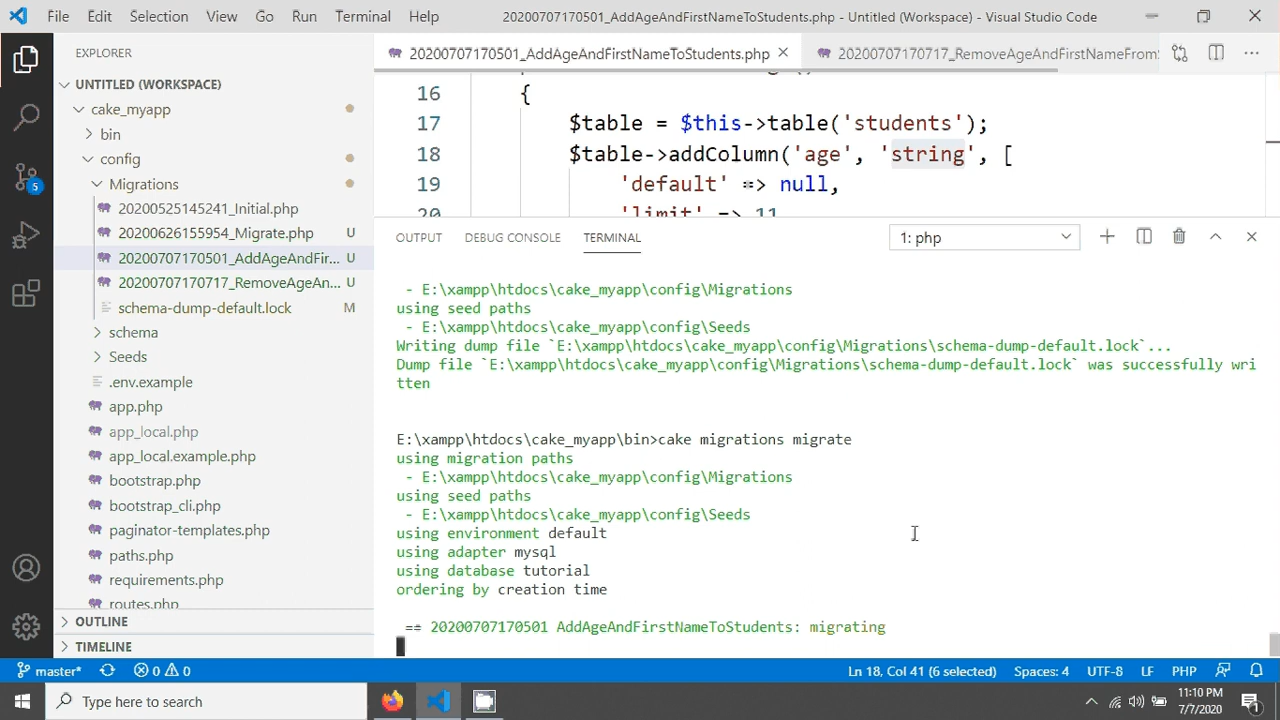 File Edit Selection View Go Run Terminal Help 20200707170501_AddAgeAndFirstNameToStudents.php - Untitled (Workspace) - Visual Studio Code
EXPLORER
20200707170501_AddAgeAndFirstNameToStudents.php
20200707170717_RemoveAgeAndFirstNameFrom
UNTITLED (WORKSPACE)
cake_myapp
bin
config
Migrations
20200525145241_Initial.php
20200626155954_Migrate.php U
20200707170501_AddAgeAndFir... U
20200707170717_RemoveAgeAn... U
schema-dump-default.lock M
schema
Seeds
.env.example
app.php
app_local.php
app_local.example.php
bootstrap.php
bootstrap_cli.php
paginator-templates.php
paths.php
requirements.php
routes.php
OUTLINE
TIMELINE
5
16 {
17 $table = $this->table('students');
18 $table->addColumn('age', 'string', [
19 'default' => null,
20 'limit' => 11
OUTPUT DEBUG CONSOLE TERMINAL 1: php
- E:\xampp\htdocs\cake_myapp\config\Migrations
using seed paths
- E:\xampp\htdocs\cake_myapp\config\Seeds
Writing dump file `E:\xampp\htdocs\cake_myapp\config\Migrations\schema-dump-default.lock`...
Dump file `E:\xampp\htdocs\cake_myapp\config\Migrations\schema-dump-default.lock` was successfully wri
tten
E:\xampp\htdocs\cake_myapp\bin>cake migrations migrate
using migration paths
- E:\xampp\htdocs\cake_myapp\config\Migrations
using seed paths
- E:\xampp\htdocs\cake_myapp\config\Seeds
using environment default
using adapter mysql
using database tutorial
ordering by creation time
== 20200707170501 AddAgeAndFirstNameToStudents: migrating
master* 0 0 Ln 18, Col 41 (6 selected) Spaces: 4 UTF-8 LF PHP
Type here to search
11:10 PM
7/7/2020
1